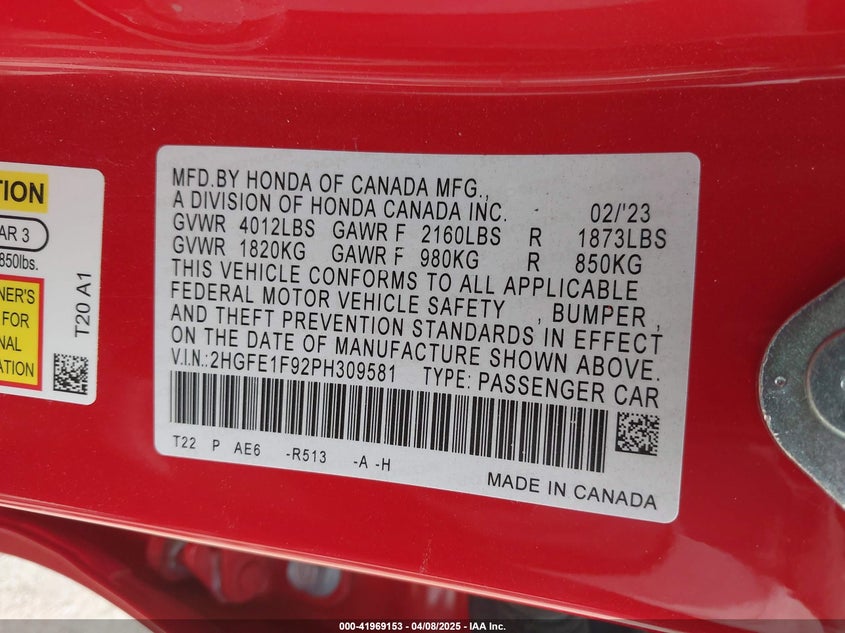 TION
AR 3
850lbs.
NER'S
FOR
NAL
ATION
T20 A1
MFD.BY HONDA OF CANADA MFG.,
A DIVISION OF HONDA CANADA INC. 02/'23
GVWR 4012LBS GAWR F 2160LBS R 1873LBS
GVWR 1820KG GAWR F 980KG R 850KG
THIS VEHICLE CONFORMS TO ALL APPLICABLE
FEDERAL MOTOR VEHICLE SAFETY , BUMPER ,
AND THEFT PREVENTION STANDARDS IN EFFECT
ON THE DATE OF MANUFACTURE SHOWN ABOVE.
V.I.N.:2HGFE1F92PH309581 TYPE: PASSENGER CAR
T22 P AE6 -R513 -A -H
MADE IN CANADA
000-41969153 - 04/08/2025 - IAA Inc.